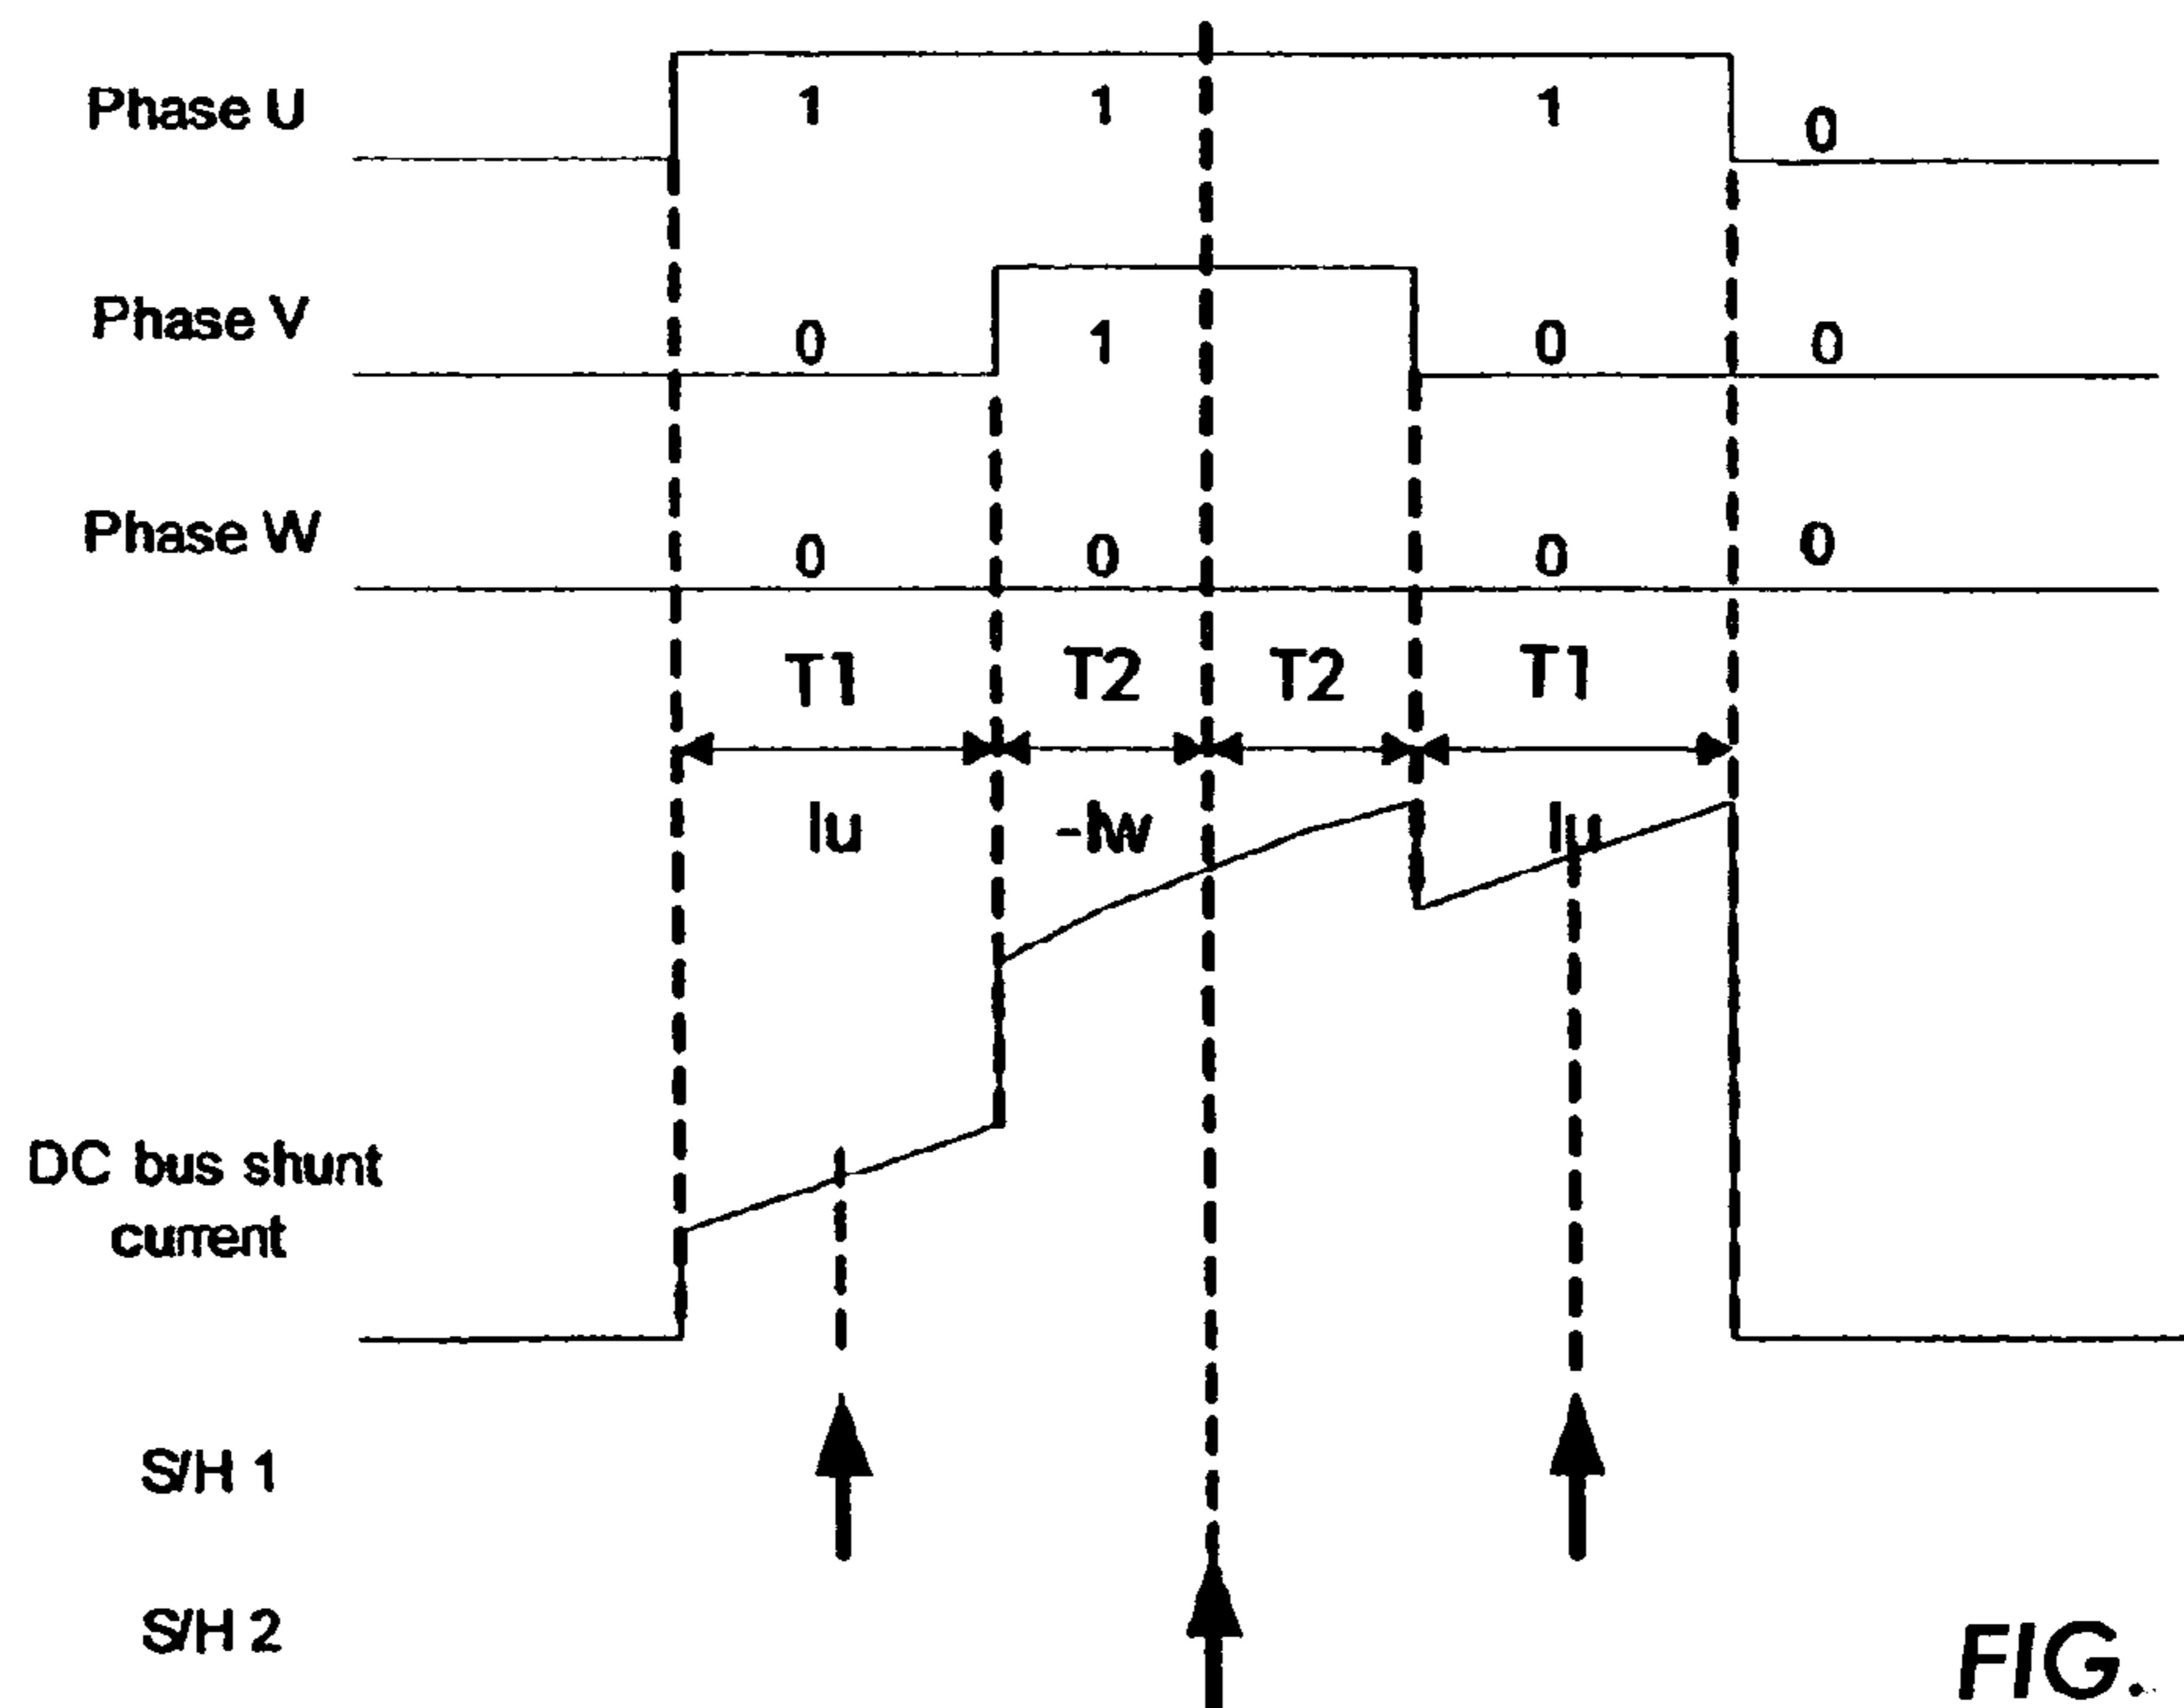 Phase U
1 1 1 0
Phase V
0 1 0 0
Phase W
0 0 0 0
T1 T2 T2 T1
Iu -Iw Iu
DC bus shunt
current
S/H 1
S/H 2
FIG.